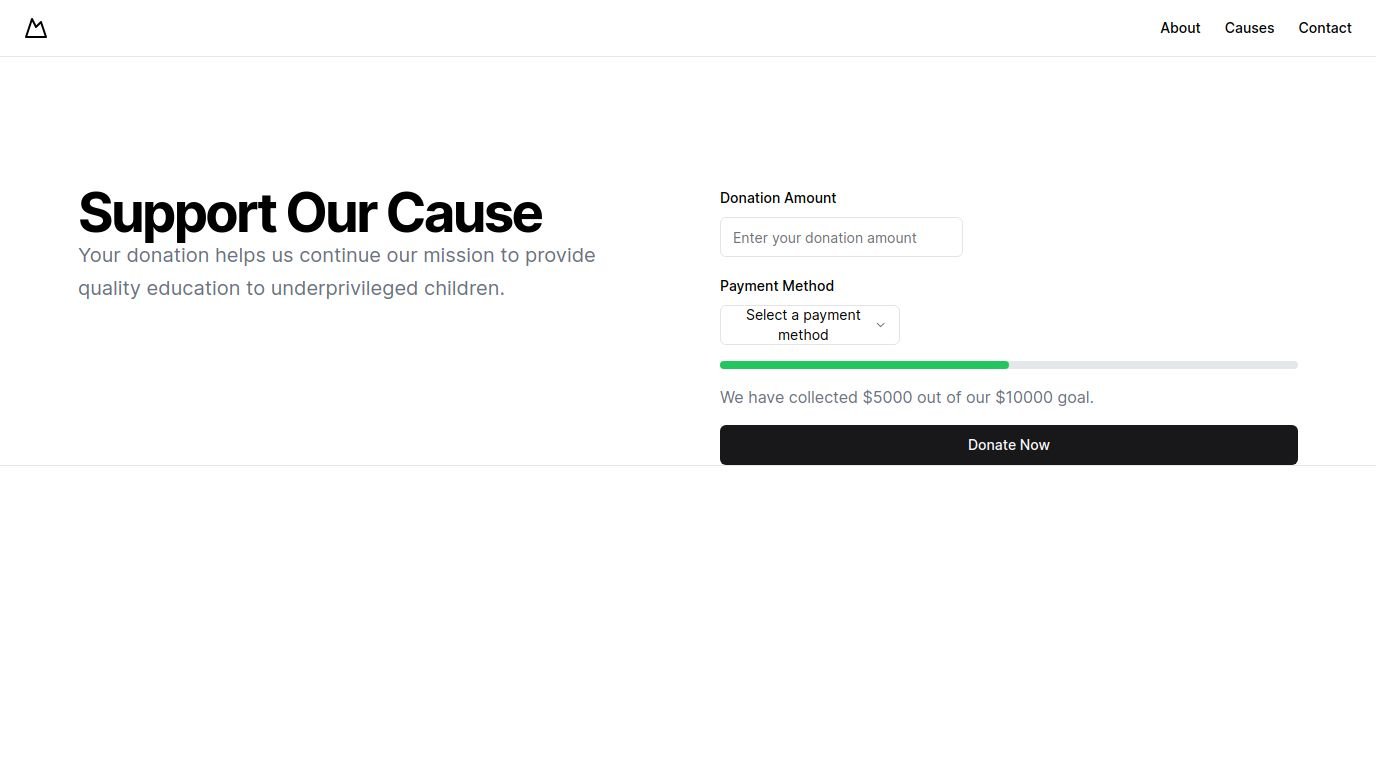 About
Causes
Contact
Support Our Cause
Your donation helps us continue our mission to provide
quality education to underprivileged children.
Donation Amount
Enter your donation amount
Payment Method
Select a payment
method
We have collected $5000 out of our $10000 goal.
Donate Now